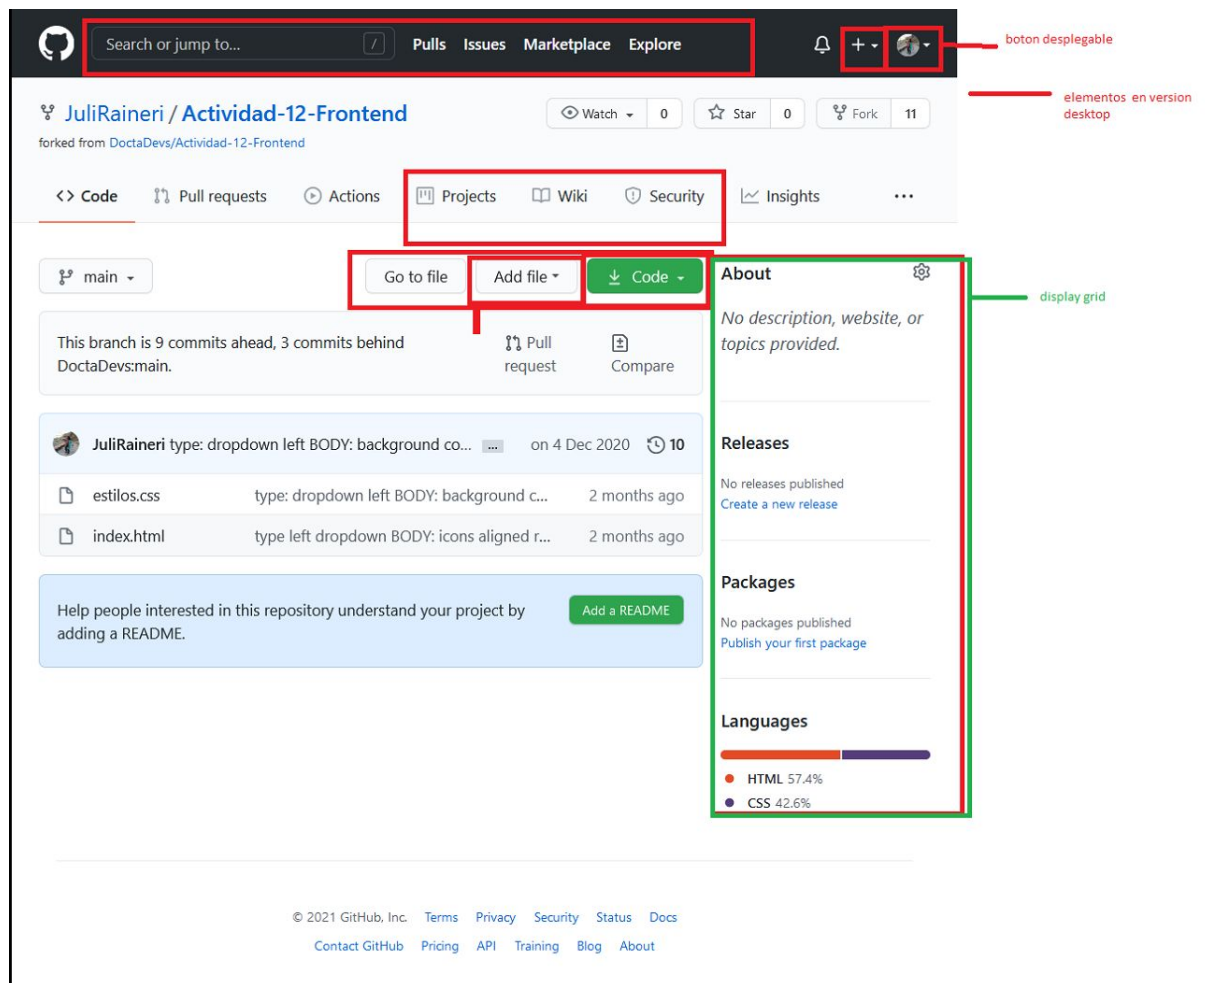 Search or jump to... / Pulls Issues Marketplace Explore
boton desplegable
JuliRaineri / Actividad-12-Frontend Watch 0 Star 0 Fork 11
elementos en version
desktop
forked from DoctaDevs/Actividad-12-Frontend
<> Code Pull requests Actions Projects Wiki Security Insights ...
main Go to file Add file Code About
display grid
No description, website, or
topics provided.
This branch is 9 commits ahead, 3 commits behind
DoctaDevs:main.
Pull
request
Compare
JuliRaineri type: dropdown left BODY: background co... ... on 4 Dec 2020 10
estilos.css type: dropdown left BODY: background c... 2 months ago
index.html type left dropdown BODY: icons aligned r... 2 months ago
Help people interested in this repository understand your project by
adding a README.
Add a README
Releases
No releases published
Create a new release
Packages
No packages published
Publish your first package
Languages
HTML 57.4%
CSS 42.6%
© 2021 GitHub, Inc. Terms Privacy Security Status Docs
Contact GitHub Pricing API Training Blog About